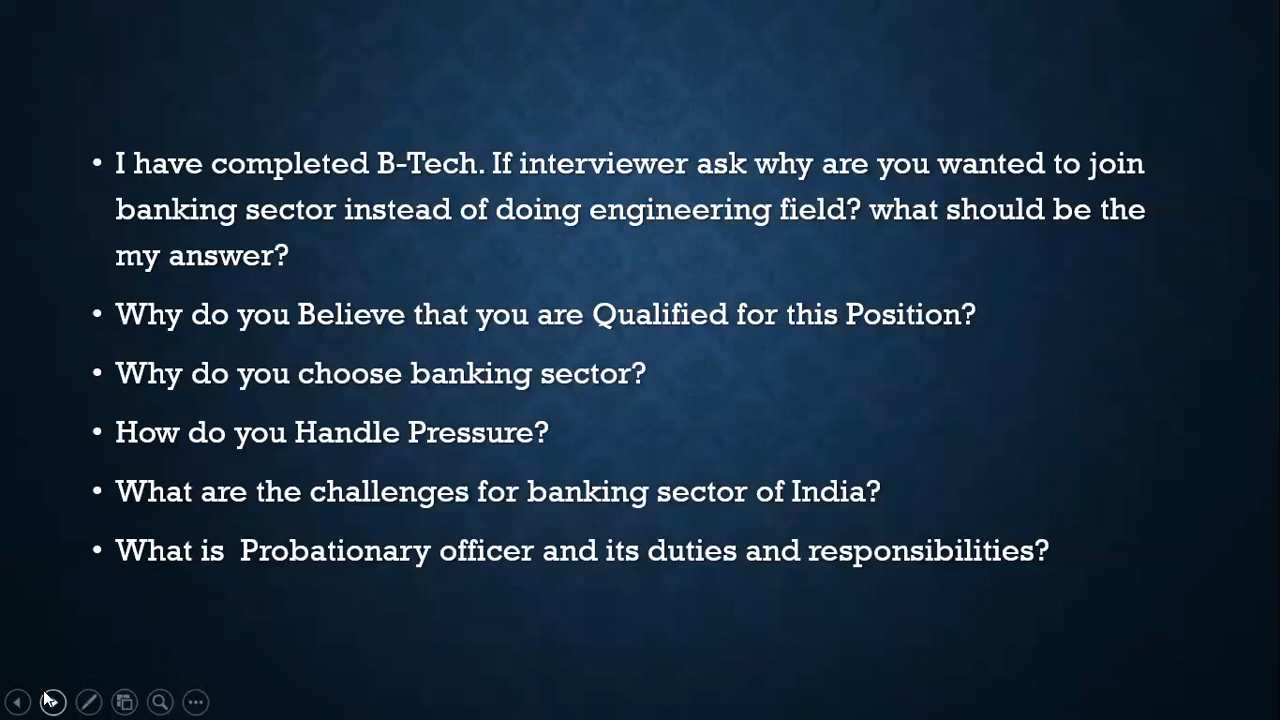 • I have completed B-Tech. If interviewer ask why are you wanted to join
banking sector instead of doing engineering field? what should be the
my answer?
• Why do you Believe that you are Qualified for this Position?
• Why do you choose banking sector?
• How do you Handle Pressure?
• What are the challenges for banking sector of India?
• What is  Probationary officer and its duties and responsibilities?